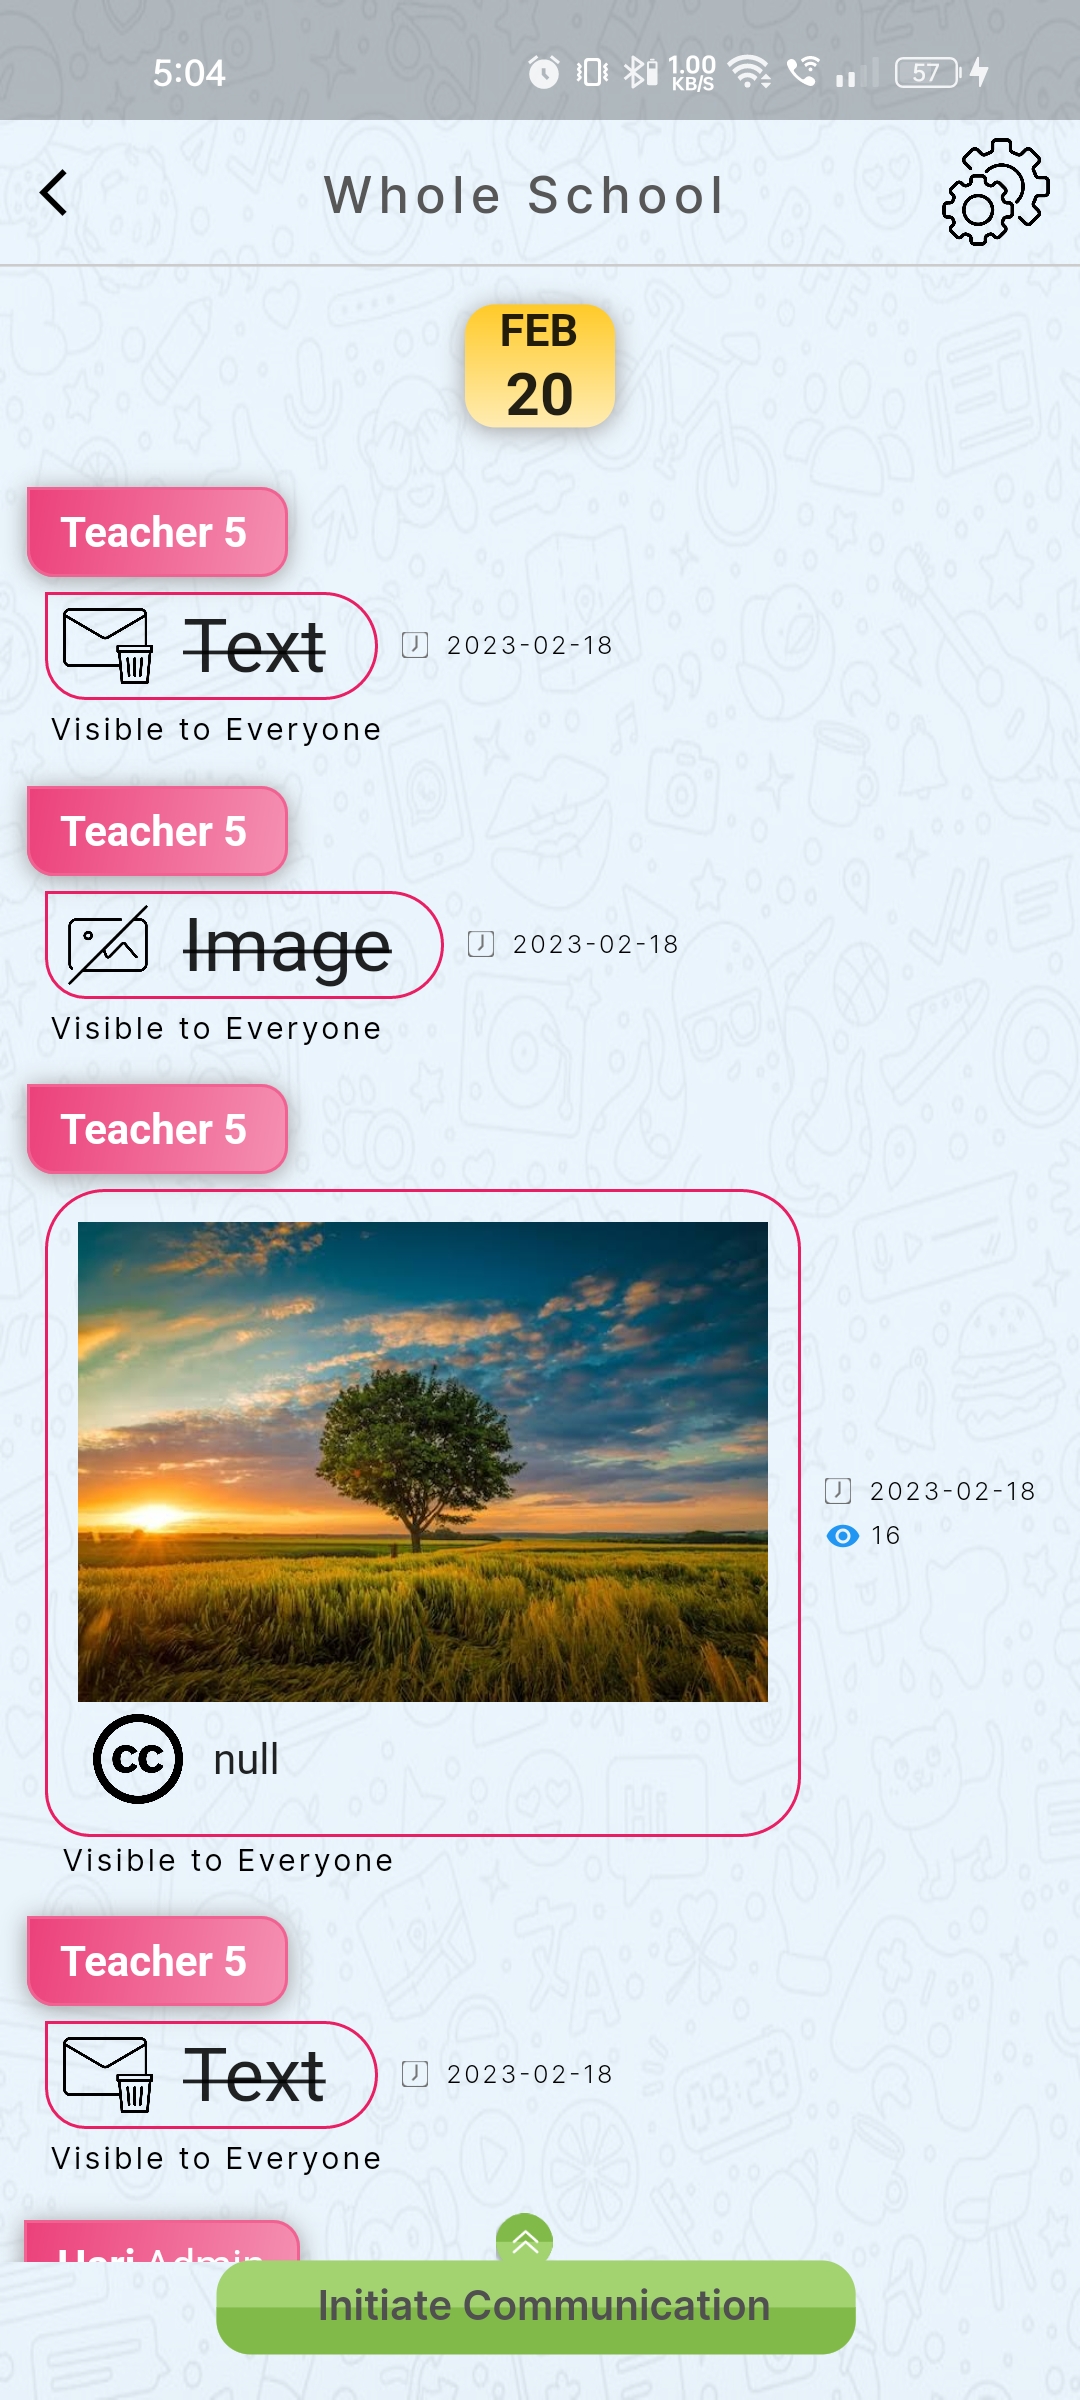 5:04
1.00
KB/S
57
Whole School
FEB
20
Teacher 5
Text
2023-02-18
Visible to Everyone
Teacher 5
Image
2023-02-18
Visible to Everyone
Teacher 5
2023-02-18
16
CC null
Visible to Everyone
Teacher 5
Text
2023-02-18
Visible to Everyone
Initiate Communication